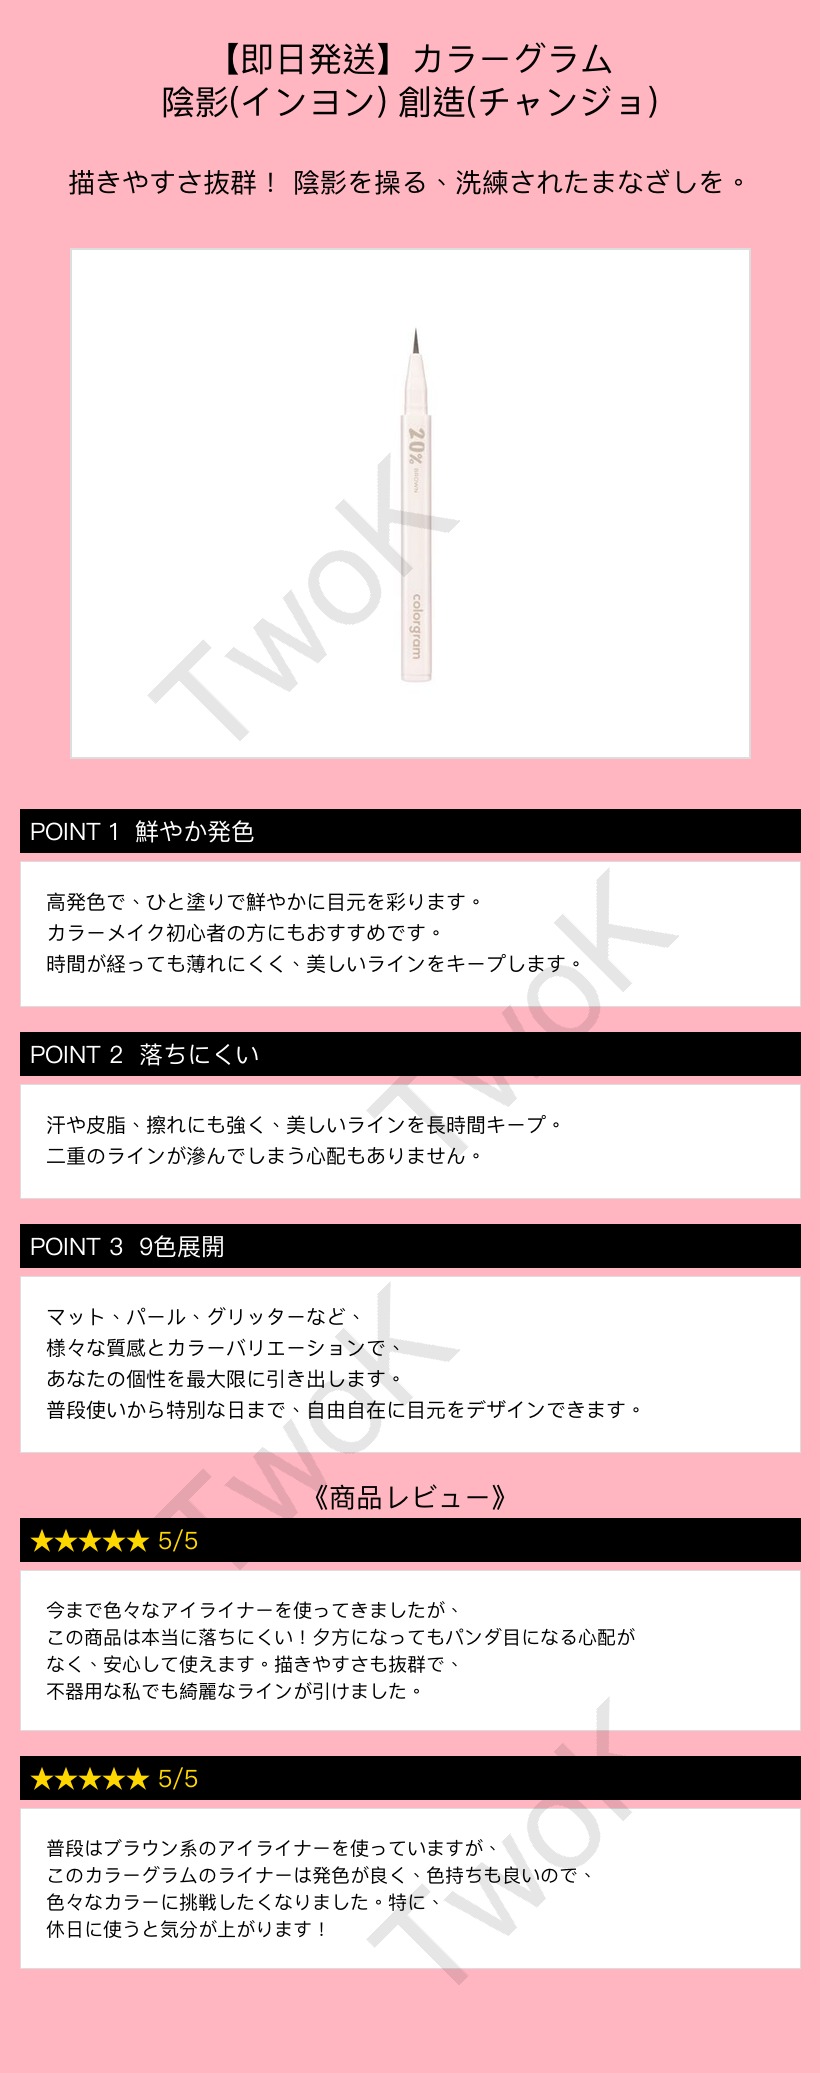 【即日発送】カラーグラム
陰影(インヨン) 創造(チャンジョ)
描きやすさ抜群！ 陰影を操る、洗練されたまなざしを。
20% BROWN
colorgram
TwoK
POINT 1 鮮やか発色
高発色で、ひと塗りで鮮やかに目元を彩ります。
カラーメイク初心者の方にもおすすめです。
時間が経っても薄れにくく、美しいラインをキープします。
TwoK
POINT 2 落ちにくい
汗や皮脂、擦れにも強く、美しいラインを長時間キープ。
二重のラインが滲んでしまう心配もありません。
POINT 3 9色展開
マット、パール、グリッターなど、
様々な質感とカラーバリエーションで、
あなたの個性を最大限に引き出します。
普段使いから特別な日まで、自由自在に目元をデザインできます。
TwoK
《商品レビュー》
★★★★★ 5/5
今まで色々なアイライナーを使ってきましたが、
この商品は本当に落ちにくい！夕方になってもパンダ目になる心配が
なく、安心して使えます。描きやすさも抜群で、
不器用な私でも綺麗なラインが引けました。
★★★★★ 5/5
普段はブラウン系のアイライナーを使っていますが、
このカラーグラムのライナーは発色が良く、色持ちも良いので、
色々なカラーに挑戦したくなりました。特に、
休日に使うと気分が上がります！
TwoK